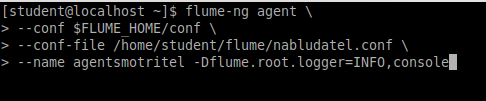 [student@localhost ~]$ flume-ng agent \
> --conf $FLUME_HOME/conf \
> --conf-file /home/student/flume/nabludatel.conf \
> --name agentsmotritel -Dflume.root.logger=INFO,console